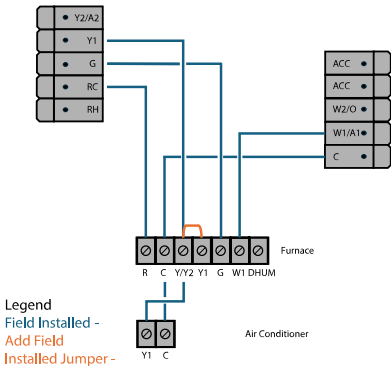 Y2/A2
Y1
G
RC
RH
ACC
ACC
W2/O
W1/A1
C
R C Y/Y2 Y1 G W1 DHUM
Furnace
Y1 C
Air Conditioner
Legend
Field Installed -
Add Field
Installed Jumper -